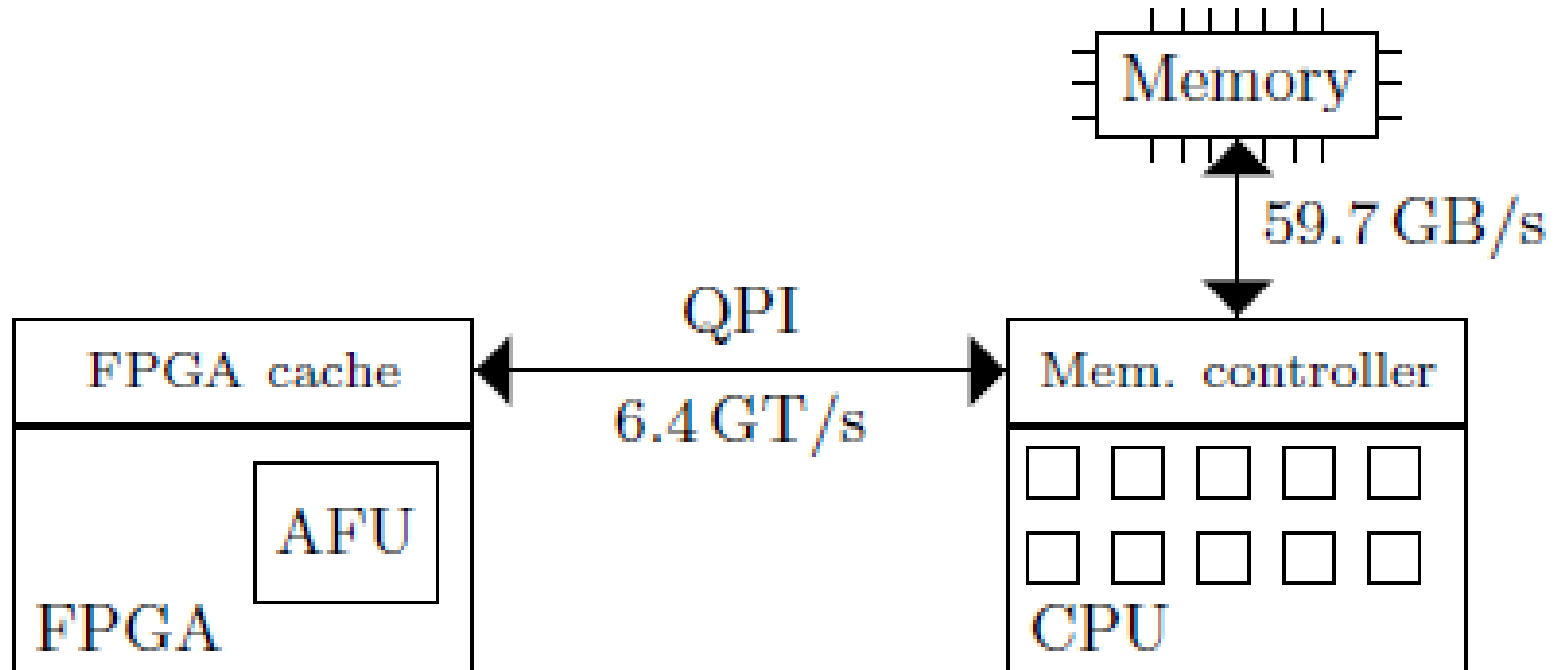 Memory
59.7 GB/s
QPI
FPGA cache
Mem. controller
6.4 GT/s
AFU
FPGA
CPU